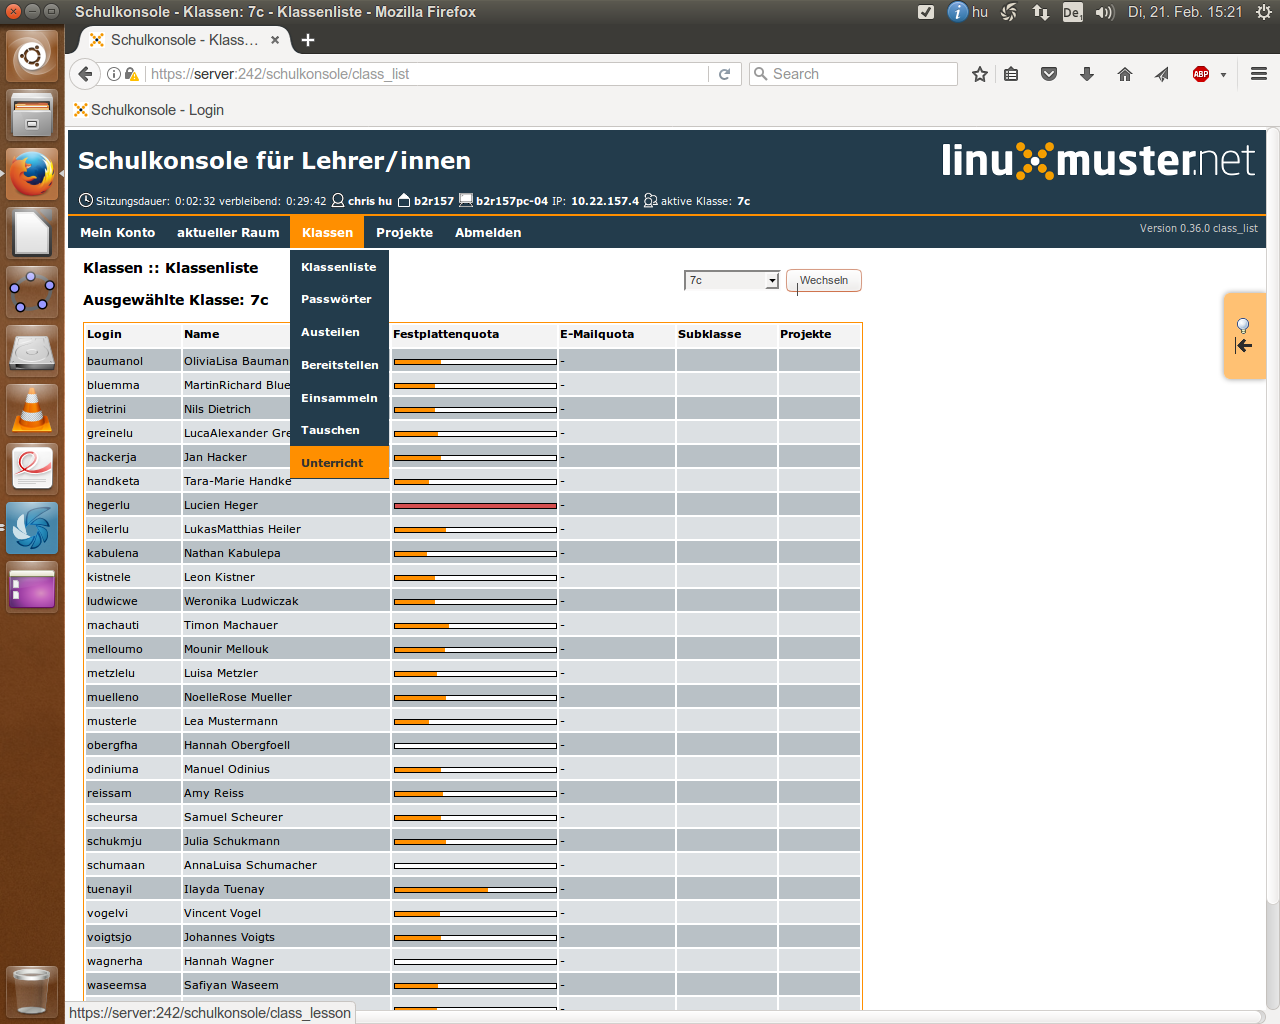 Schulkonsole - Klassen: 7c - Klassenliste - Mozilla Firefox
hu De1 Di, 21. Feb. 15:21
Schulkonsole - Klass…
https://server:242/schulkonsole/class_list
Search
ABP
Schulkonsole - Login
Schulkonsole für Lehrer/innen
linuxmuster.net
Sitzungsdauer: 0:02:32 verbleibend: 0:29:42 chris hu b2r157 b2r157pc-04 IP: 10.22.157.4 aktive Klasse: 7c
Mein Konto aktueller Raum Klassen Projekte Abmelden
Version 0.36.0 class_list
Klassenliste
Passwörter
Austeilen
Bereitstellen
Einsammeln
Tauschen
Unterricht
Klassen :: Klassenliste
7c Wechseln
Ausgewählte Klasse: 7c
Login Name Festplattenquota E-Mailquota Subklasse Projekte
baumanol OliviaLisa Bauman -
bluemma MartinRichard Blue -
dietrini Nils Dietrich -
greinelu LucaAlexander Gre -
hackerja Jan Hacker -
handketa Tara-Marie Handke -
hegerlu Lucien Heger -
heilerlu LukasMatthias Heiler -
kabulena Nathan Kabulepa -
kistnele Leon Kistner -
ludwicwe Weronika Ludwiczak -
machauti Timon Machauer -
melloumo Mounir Mellouk -
metzlelu Luisa Metzler -
muelleno NoelleRose Mueller -
musterle Lea Mustermann -
obergfha Hannah Obergfoell -
odiniuma Manuel Odinius -
reissam Amy Reiss -
scheursa Samuel Scheurer -
schukmju Julia Schukmann -
schumaan AnnaLuisa Schumacher -
tuenayil Ilayda Tuenay -
vogelvi Vincent Vogel -
voigtsjo Johannes Voigts -
wagnerha Hannah Wagner -
waseemsa Safiyan Waseem -
https://server:242/schulkonsole/class_lesson